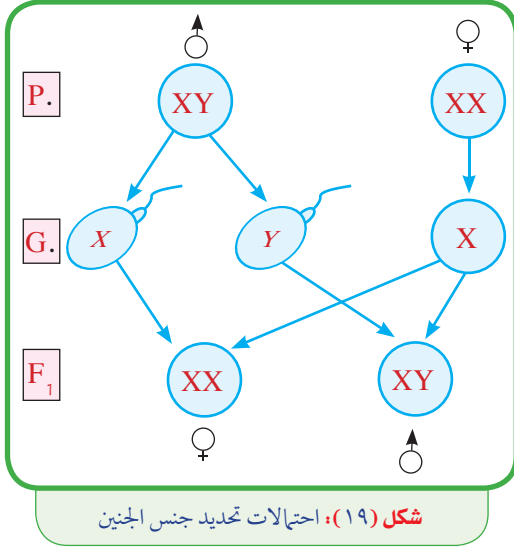 ♂ ♀
P. XY XX
G. X Y X
F₁ XX XY
♀ ♂
شكل (١٩): احتمالات تحديد جنس الجنين